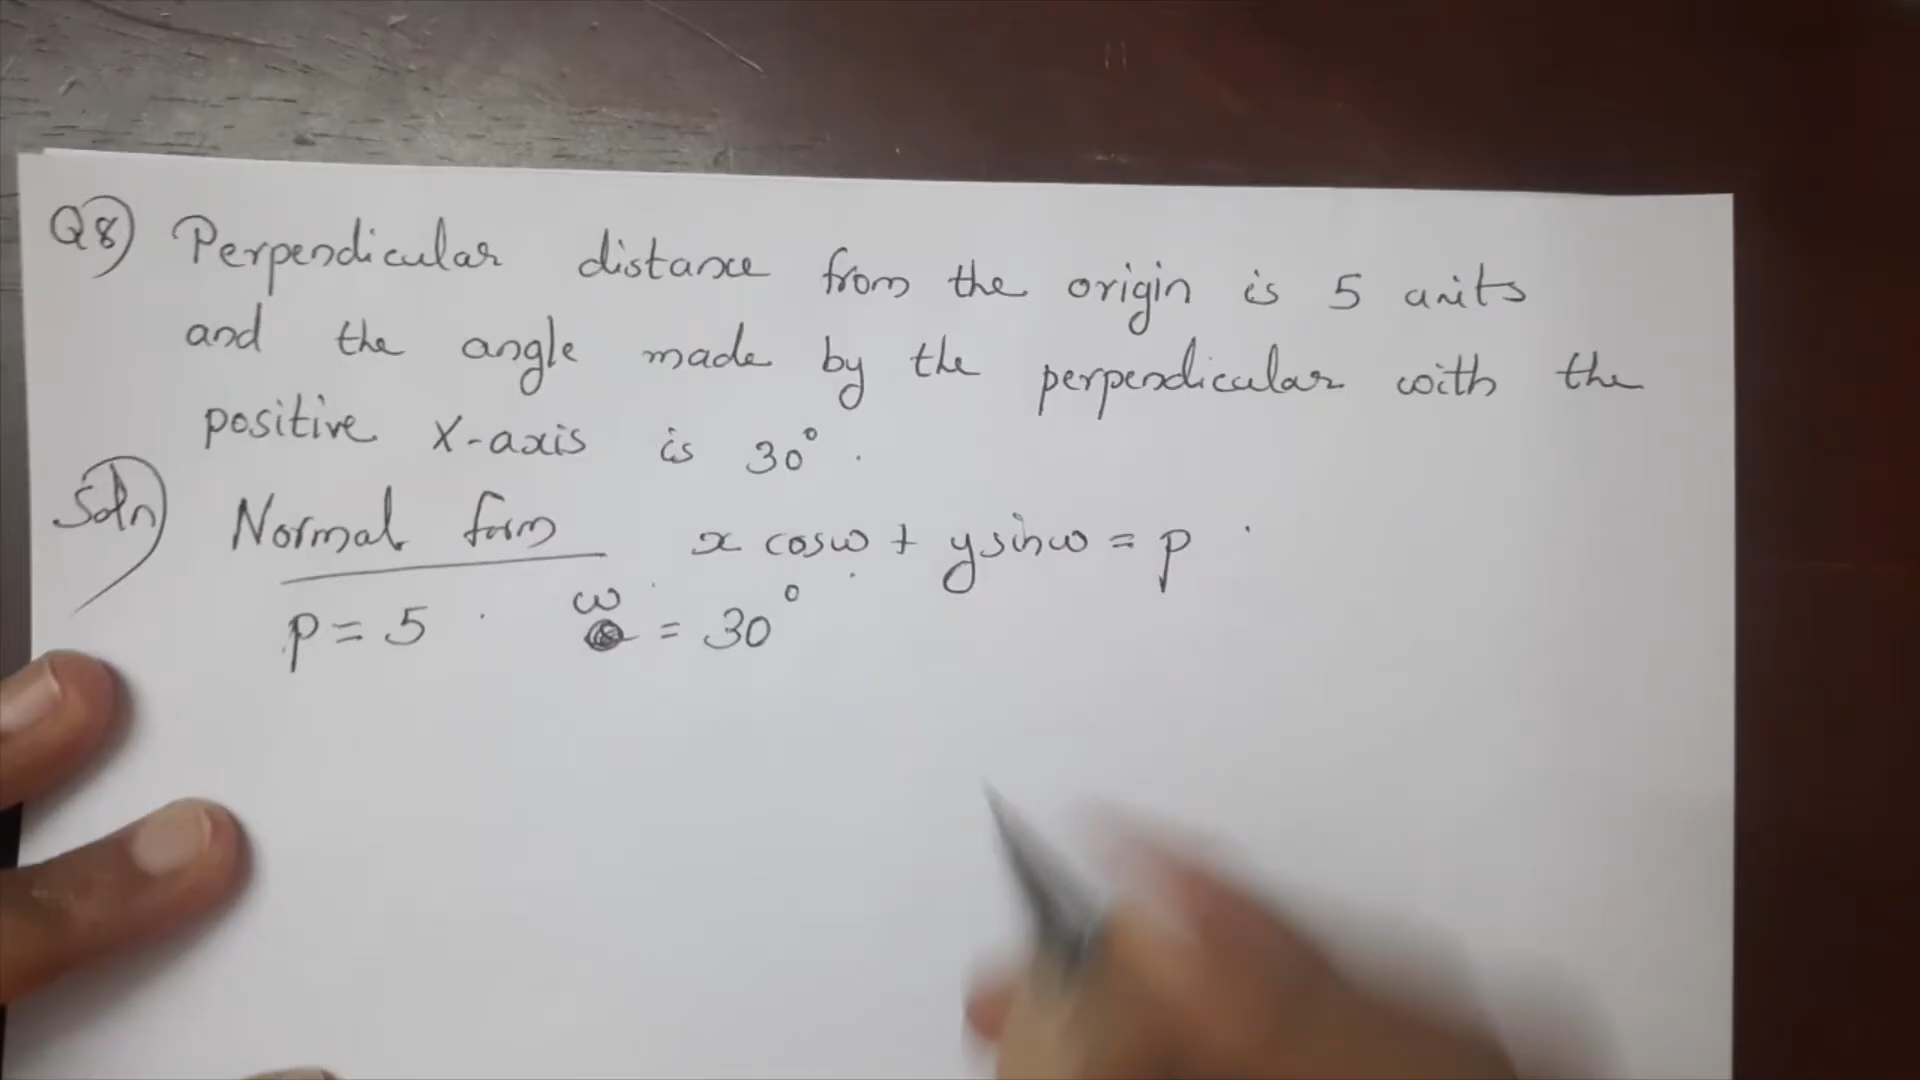 Q8) Perpendicular distance from the origin is 5 units
and the angle made by the perpendicular with the
positive X-axis is 30° .
Soln) Normal form x cosω + y sinω = p
p = 5 ω = 30°